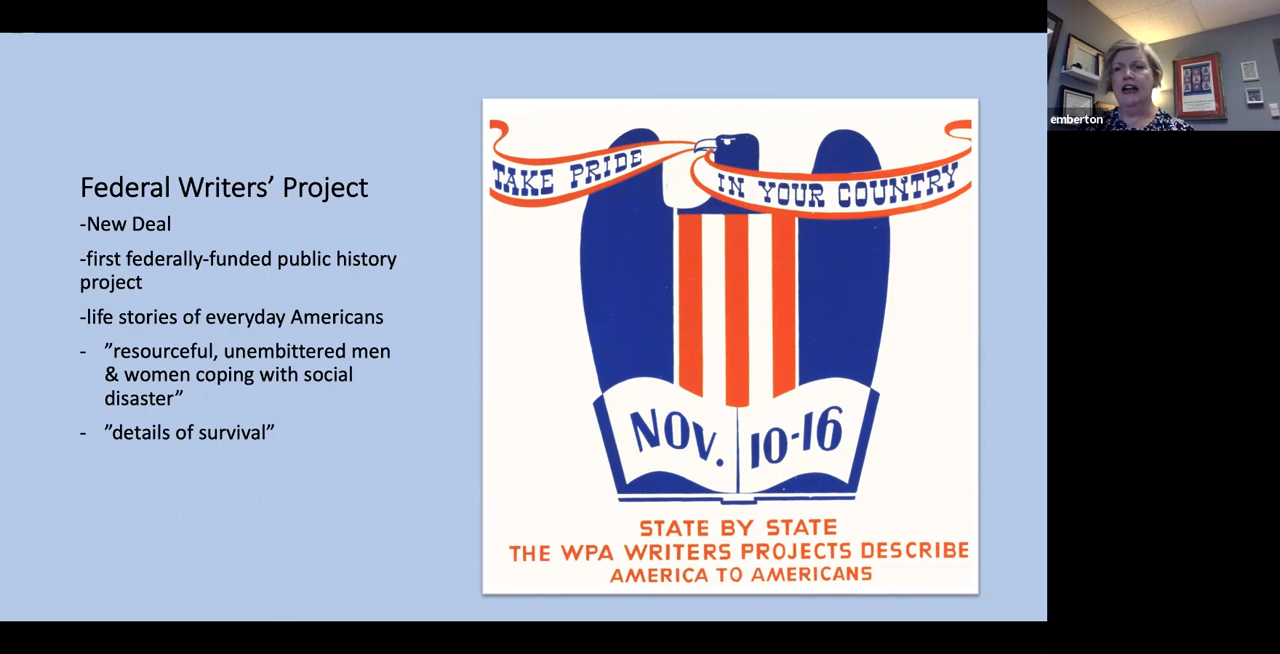 Federal Writers’ Project
-New Deal
-first federally-funded public history
project
-life stories of everyday Americans
- ”resourceful, unembittered men
& women coping with social
disaster”
- ”details of survival”
TAKE PRIDE IN YOUR COUNTRY
NOV. 10-16
STATE BY STATE
THE WPA WRITERS PROJECTS DESCRIBE
AMERICA TO AMERICANS
emberton